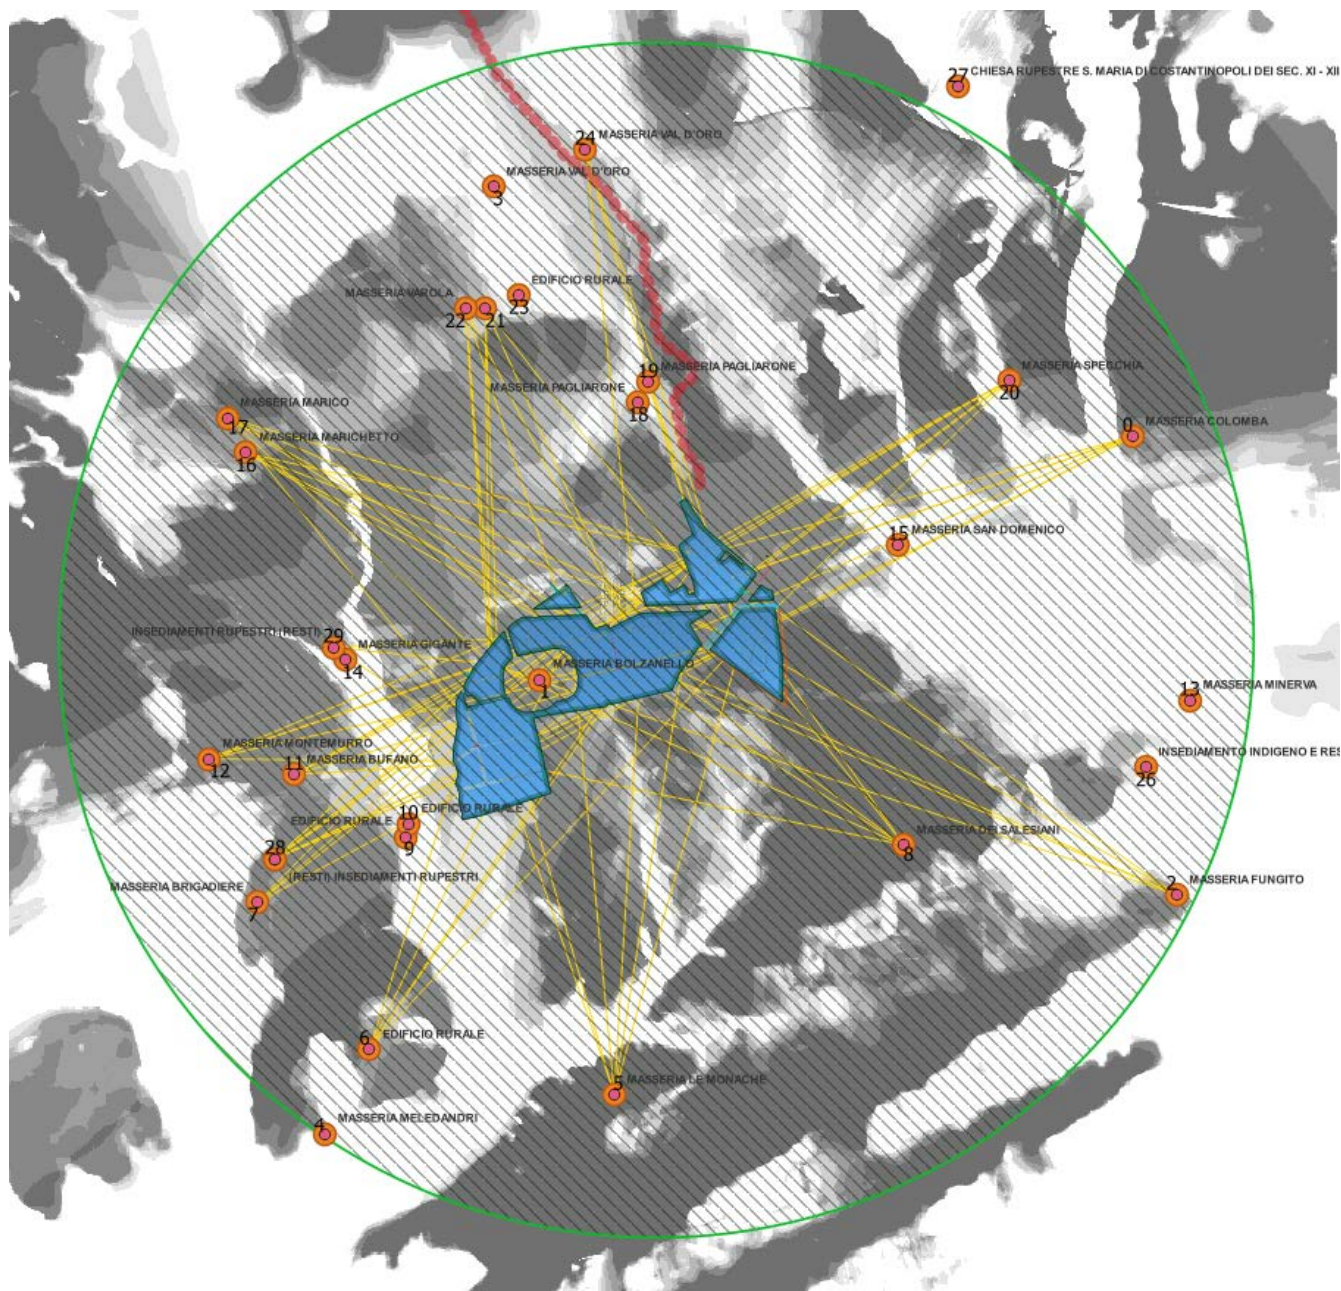 27 CHIESA RUPESTRE S. MARIA DI COSTANTINOPOLI DEI SEC. XI - XII
24 MASSERIA VAL D'ORO
MASSERIA VAL D'ORO
3
EDIFICIO RURALE
23
MASSERIA VAROLA
22 21
MASSERIA SPECCHIA
20
19 MASSERIA PAGLIARONE
MASSERIA PAGLIARONE
18
MASSERIA MARICO
17
0 MASSERIA COLOMBA
MASSERIA MARICHETTO
16
15 MASSERIA SAN DOMENICO
INSEDIAMENTI RUPESTRI (RESTI)
29
MASSERIA GIGANTE
14
MASSERIA BOLZANELLO
1
13 MASSERIA MINERVA
MASSERIA MONTEMURRO
12
INSEDIAMENTO INDIGENO E RES
26
11 MASSERIA BUFANO
10 EDIFICIO RURALE
EDIFICIO RURALE
9
MASSERIA DEI SALESIANI
8
28
(RESTI) INSEDIAMENTI RUPESTRI
MASSERIA BRIGADIERE
7
2 MASSERIA FUNGITO
6 EDIFICIO RURALE
5 MASSERIA LE MONACHE
4 MASSERIA MELEDANDRI